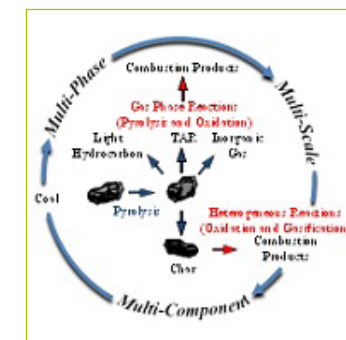 Multi-Phase
Multi-Scale
Combustion Products
Gas Phase Reactions
(Pyrolysis and Oxidation)
Light
Hydrocarbon
TAR
Inorganic
Gas
Coal
Pyrolysis
Heterogeneous Reactions
(Oxidation and Gasification
Combustion
Products
Char
Multi-Component